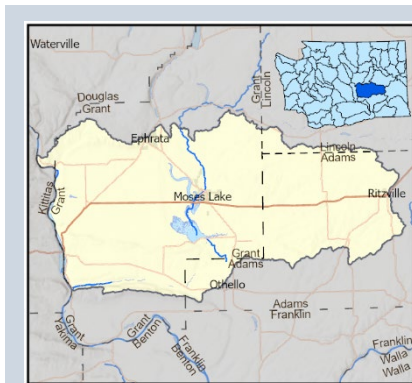 Waterville
Grant
Lincoln
Douglas
Grant
Ephrata
Lincoln
Adams
Kittitas
Grant
Moses Lake
Ritzville
Grant
Adams
Othello
Adams
Franklin
Grant
Yakima
Grant
Benton
Franklin
Benton
Franklin
Walla
Walla